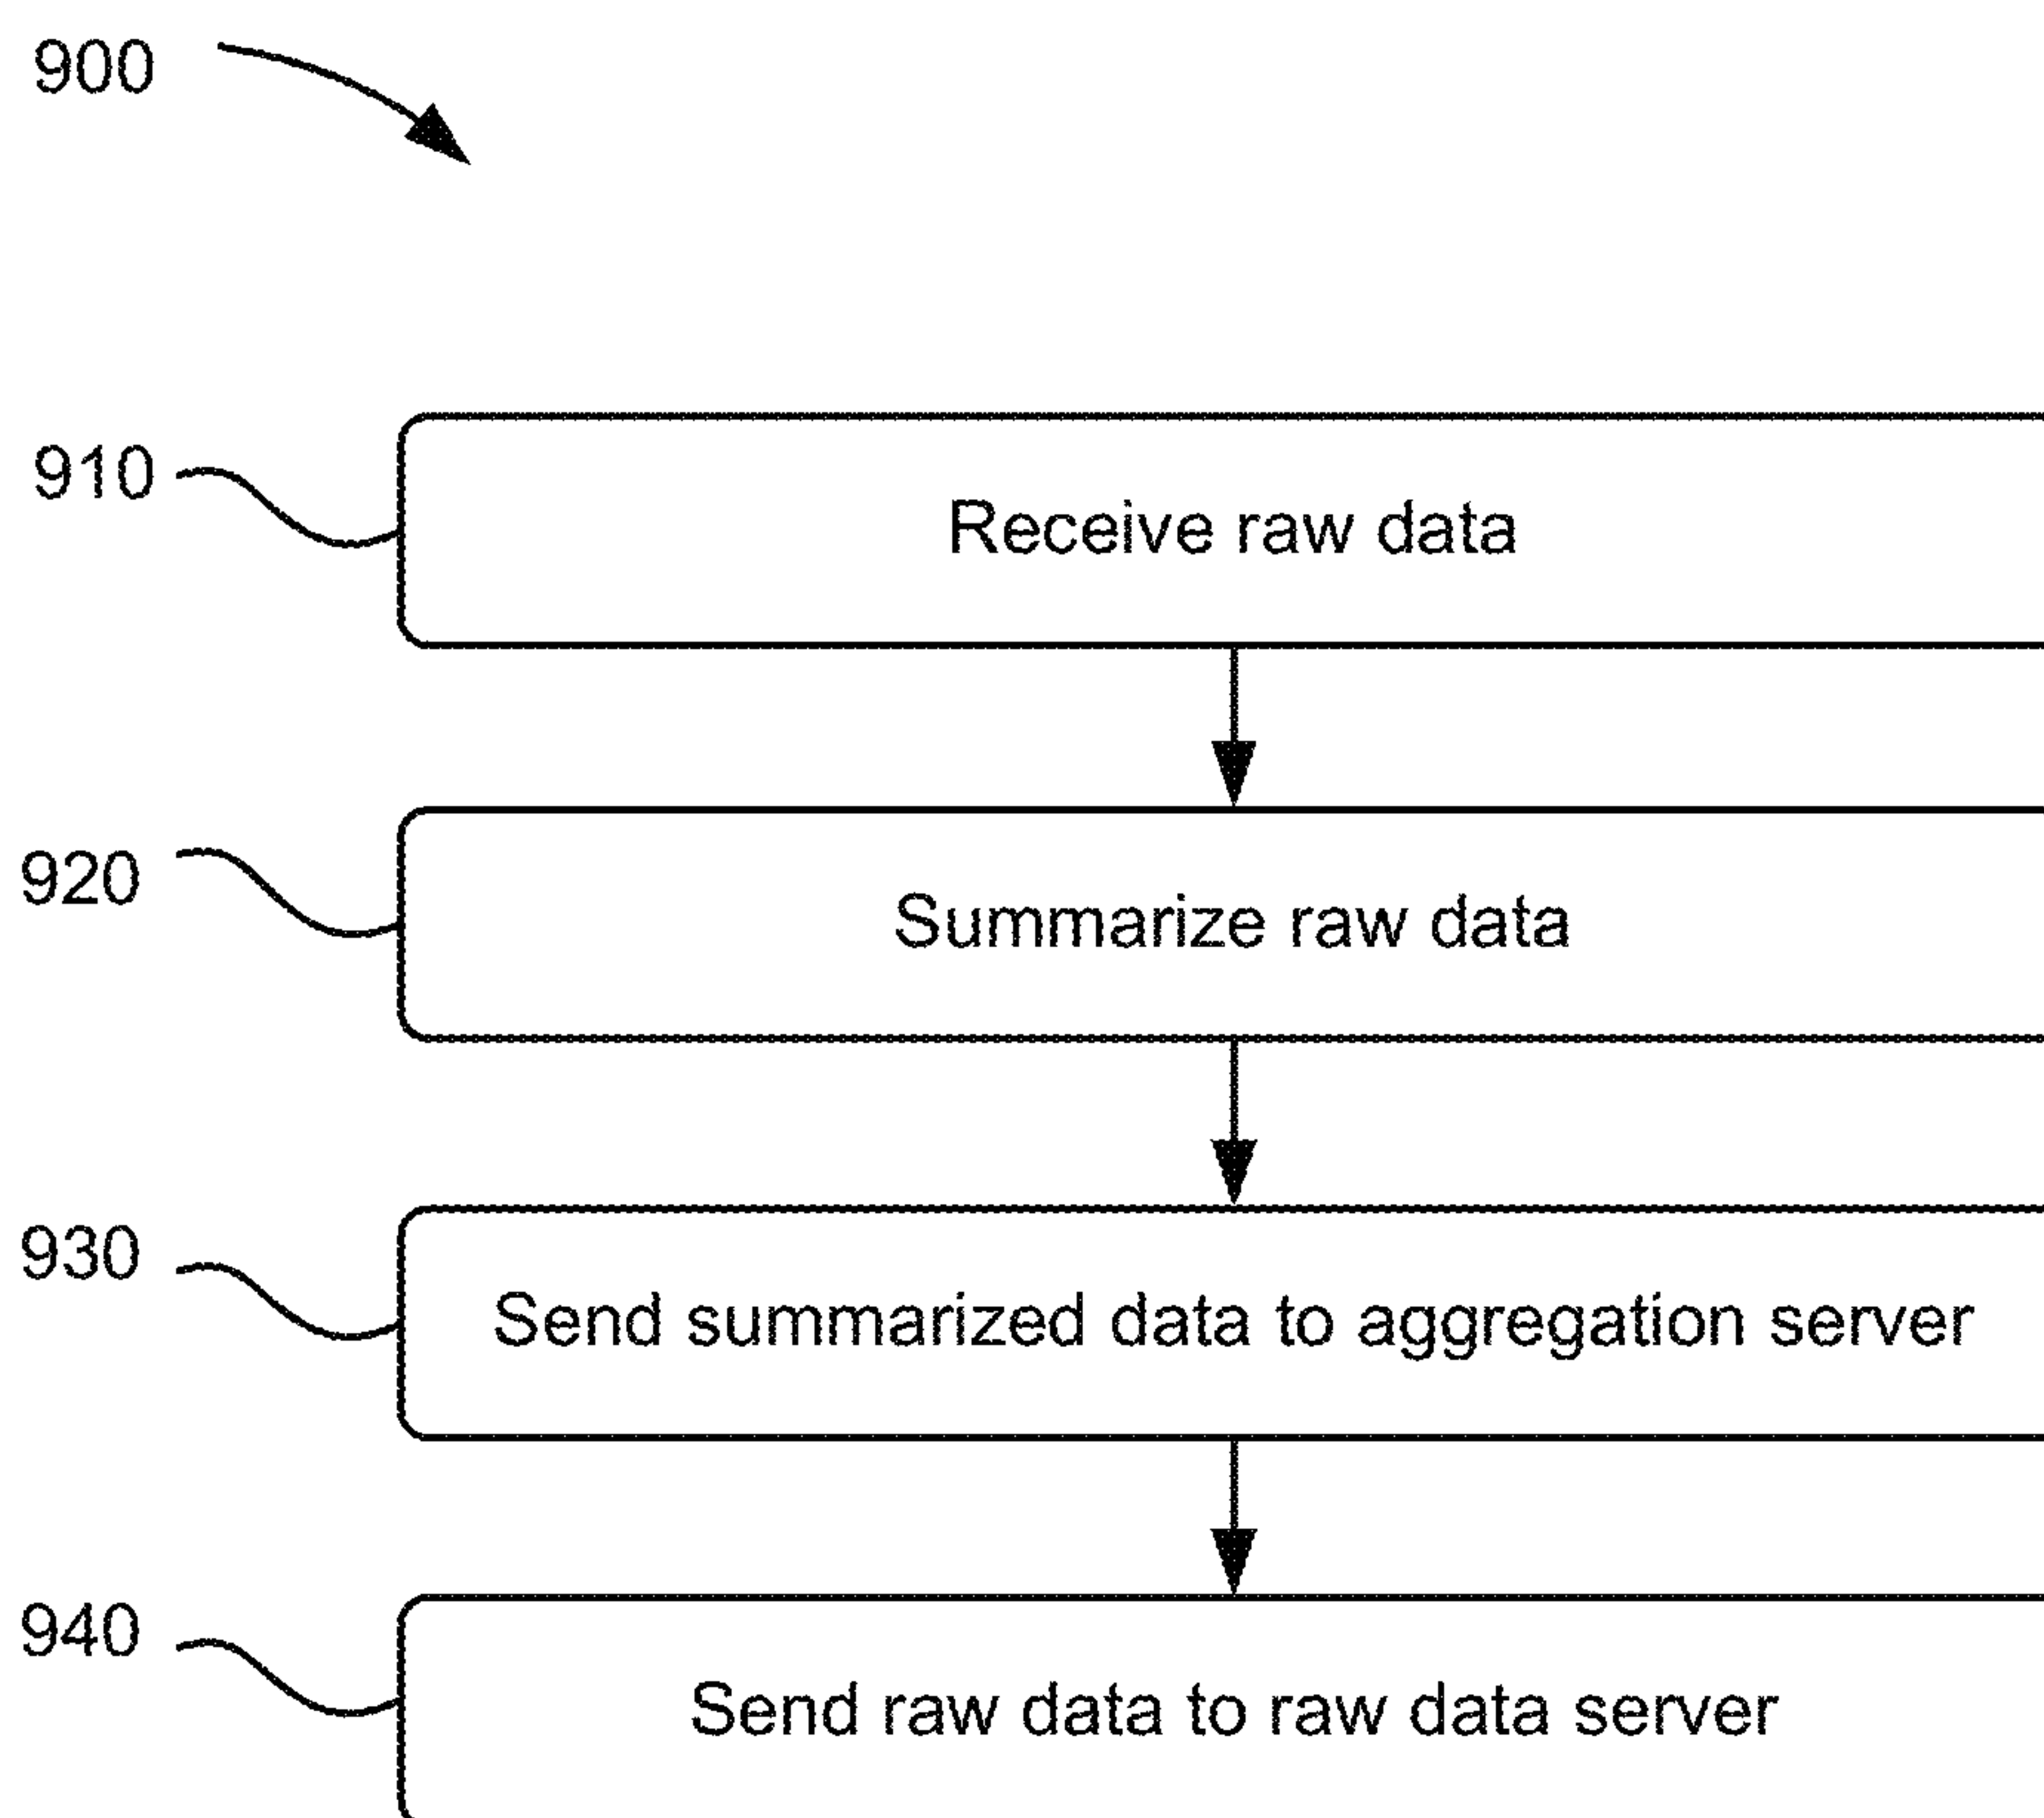 900
910
Receive raw data
920
Summarize raw data
930
Send summarized data to aggregation server
940
Send raw data to raw data server